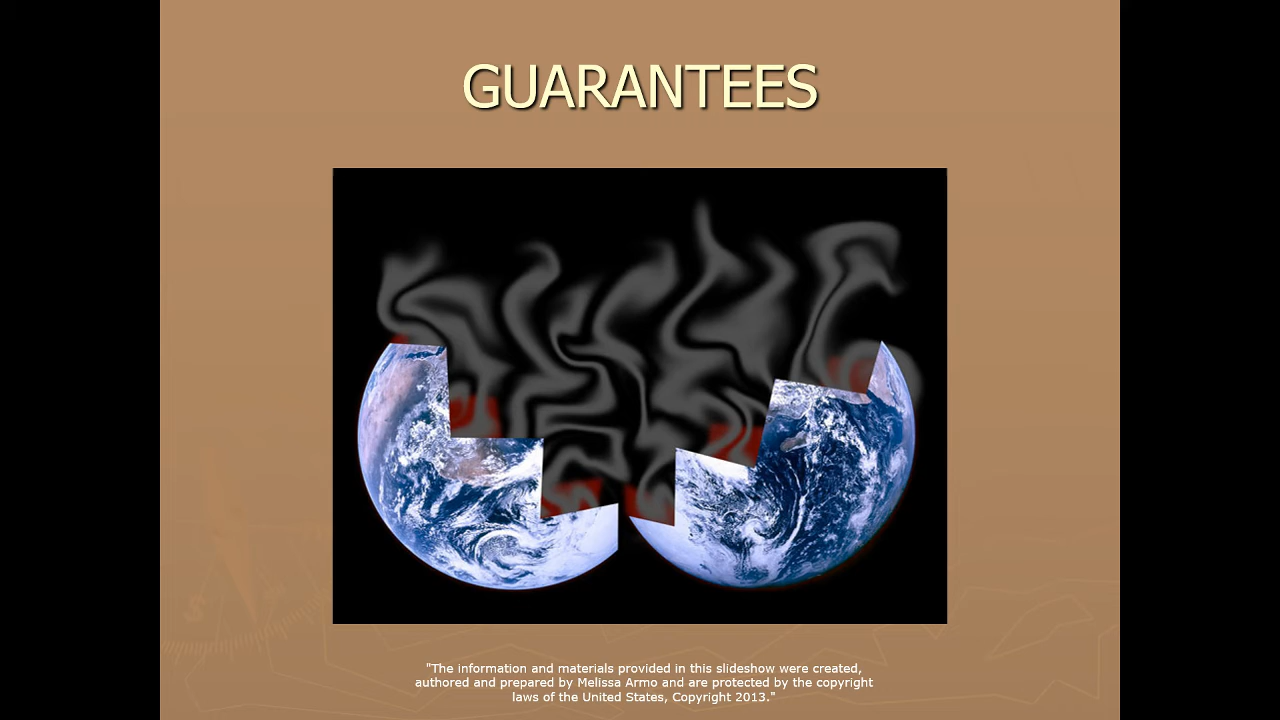 GUARANTEES
"The information and materials provided in this slideshow were created,
authored and prepared by Melissa Armo and are protected by the copyright
laws of the United States, Copyright 2013."